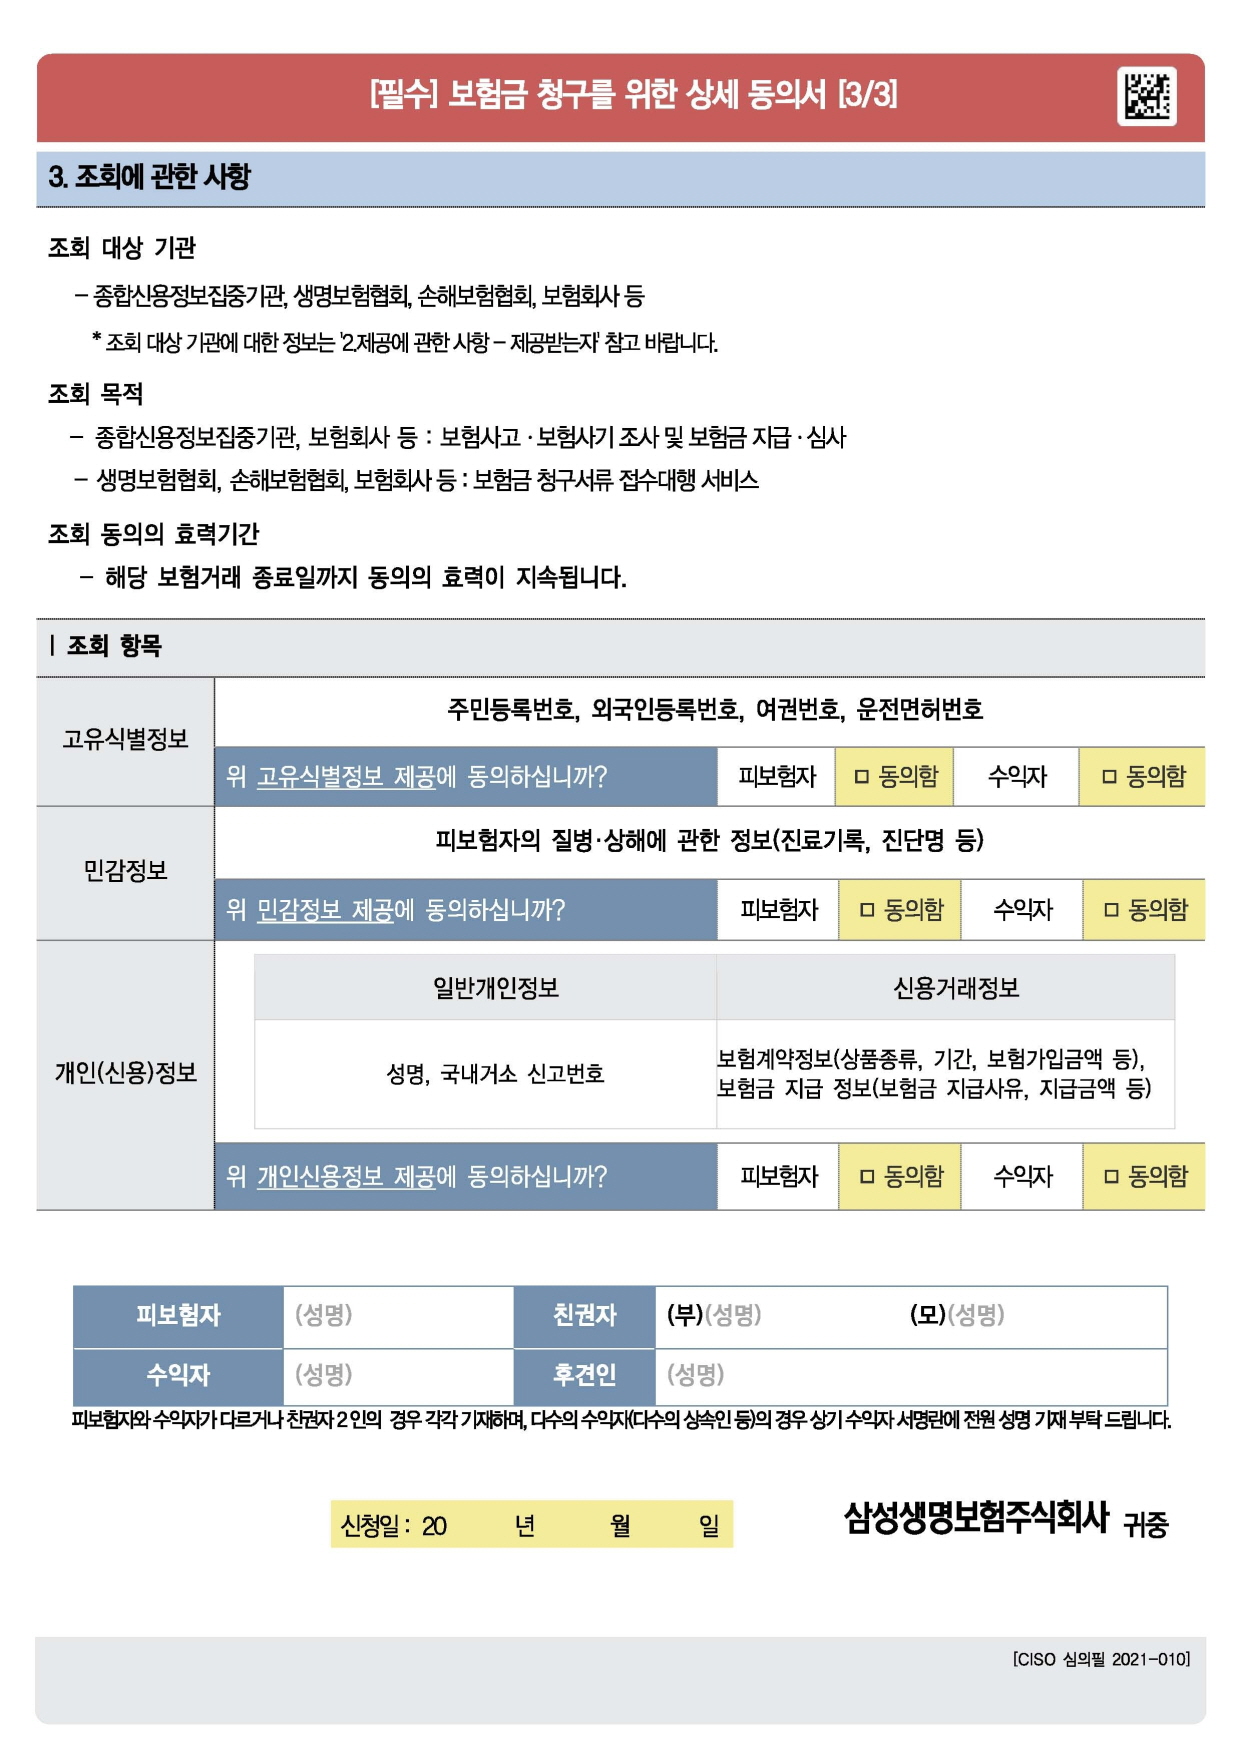 [필수] 보험금 청구를 위한 상세 동의서 [3/3]
3. 조회에 관한 사항
조회 대상 기관
- 종합신용정보집중기관, 생명보험협회, 손해보험협회, 보험회사 등
* 조회 대상 기관에 대한 정보는 '2.제공에 관한 사항 - 제공받는자' 참고 바랍니다.
조회 목적
- 종합신용정보집중기관, 보험회사 등 : 보험사고 · 보험사기 조사 및 보험금 지급 · 심사
- 생명보험협회, 손해보험협회, 보험회사 등 : 보험금 청구서류 접수대행 서비스
조회 동의의 효력기간
- 해당 보험거래 종료일까지 동의의 효력이 지속됩니다.
| 조회 항목
고유식별정보
주민등록번호, 외국인등록번호, 여권번호, 운전면허번호
위 고유식별정보 제공에 동의하십니까? 피보험자 □ 동의함 수익자 □ 동의함
민감정보
피보험자의 질병·상해에 관한 정보(진료기록, 진단명 등)
위 민감정보 제공에 동의하십니까? 피보험자 □ 동의함 수익자 □ 동의함
개인(신용)정보
일반개인정보 신용거래정보
성명, 국내거소 신고번호
보험계약정보(상품종류, 기간, 보험가입금액 등),
보험금 지급 정보(보험금 지급사유, 지급금액 등)
위 개인신용정보 제공에 동의하십니까? 피보험자 □ 동의함 수익자 □ 동의함
피보험자 (성명) 친권자 (부)(성명) (모)(성명)
수익자 (성명) 후견인 (성명)
피보험자와 수익자가 다르거나 친권자 2인의 경우 각각 기재하며, 다수의 수익자(다수의 상속인 등)의 경우 상기 수익자 서명란에 전원 성명 기재 부탁 드립니다.
신청일 : 20 년 월 일
삼성생명보험주식회사 귀중
[CISO 심의필 2021-010]